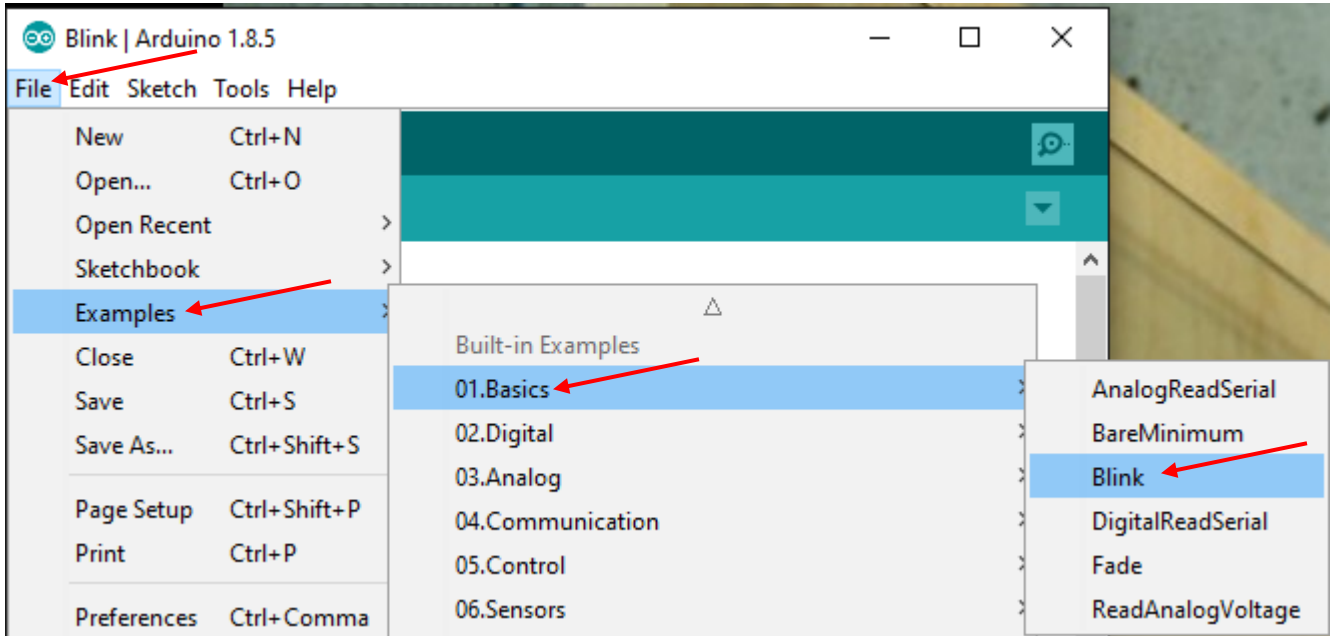 Blink | Arduino 1.8.5
File Edit Sketch Tools Help
New Ctrl+N
Open... Ctrl+O
Open Recent
Sketchbook
Examples
Close Ctrl+W
Save Ctrl+S
Save As... Ctrl+Shift+S
Page Setup Ctrl+Shift+P
Print Ctrl+P
Preferences Ctrl+Comma
Built-in Examples
01.Basics
02.Digital
03.Analog
04.Communication
05.Control
06.Sensors
AnalogReadSerial
BareMinimum
Blink
DigitalReadSerial
Fade
ReadAnalogVoltage